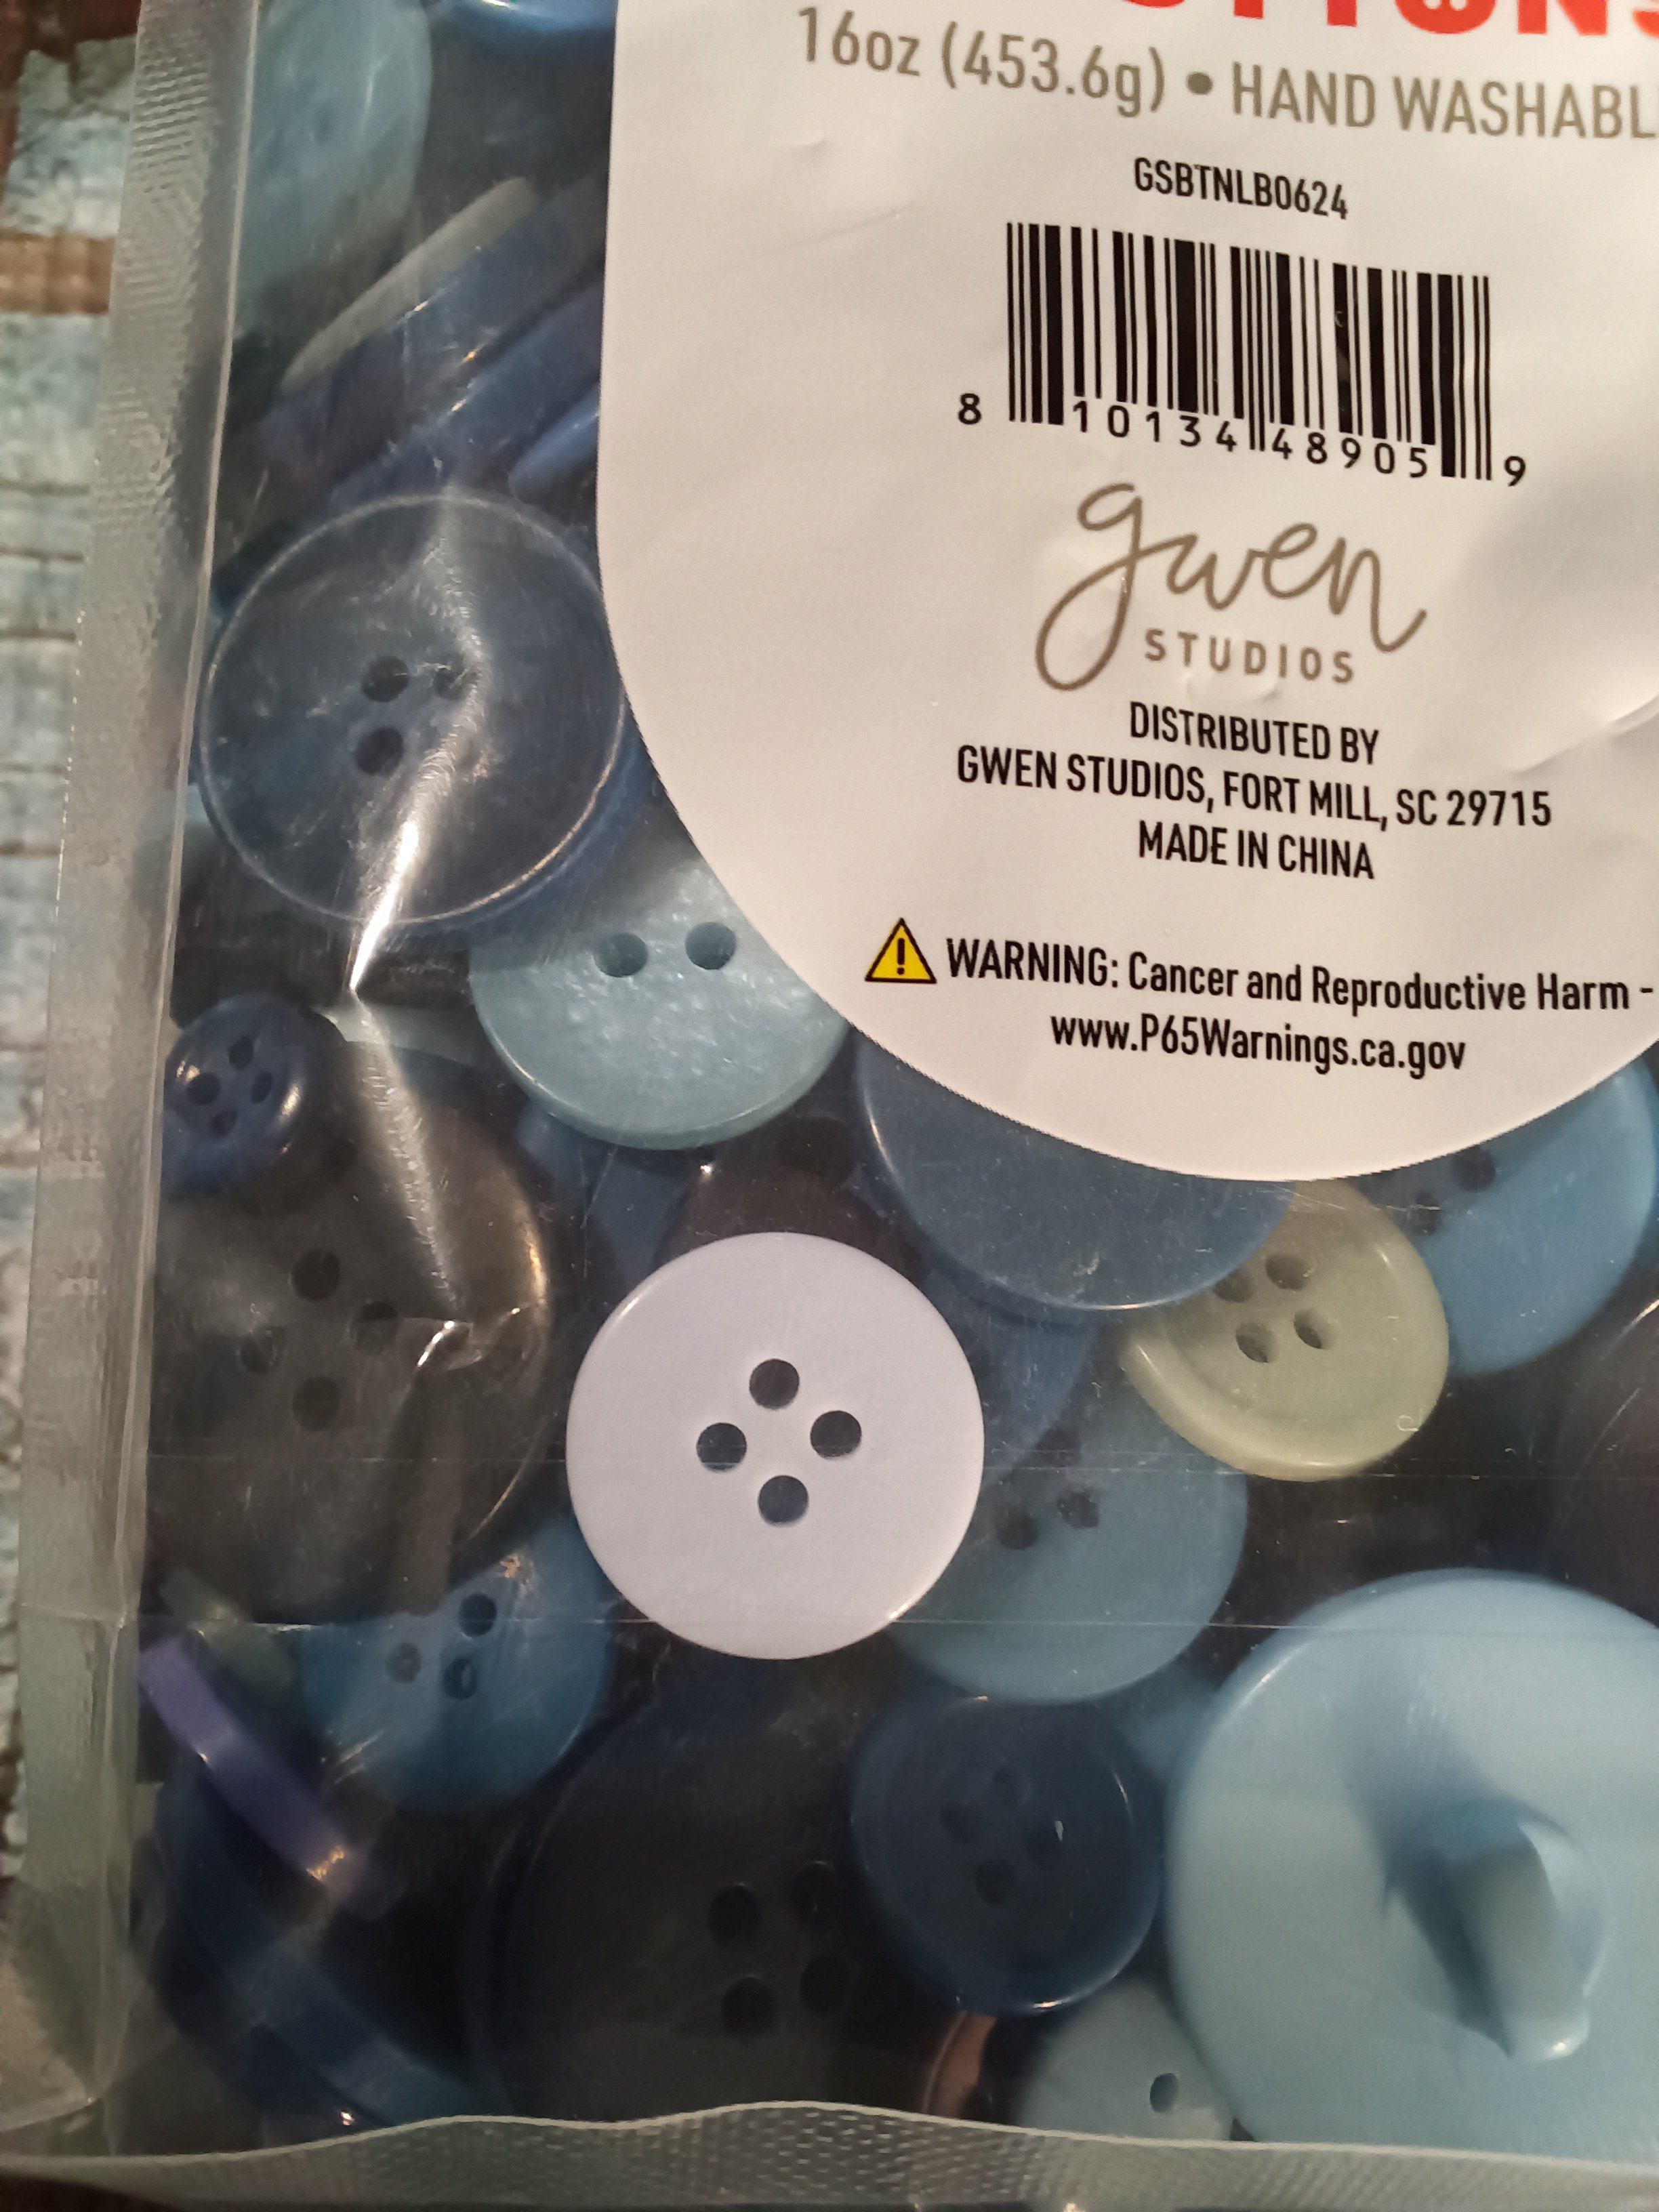 16oz (453.6g) • HAND WASHABL
GSBTNLB0624
8 10134 48905 9
gwen
STUDIOS
DISTRIBUTED BY
GWEN STUDIOS, FORT MILL, SC 29715
MADE IN CHINA
WARNING: Cancer and Reproductive Harm -
www.P65Warnings.ca.gov